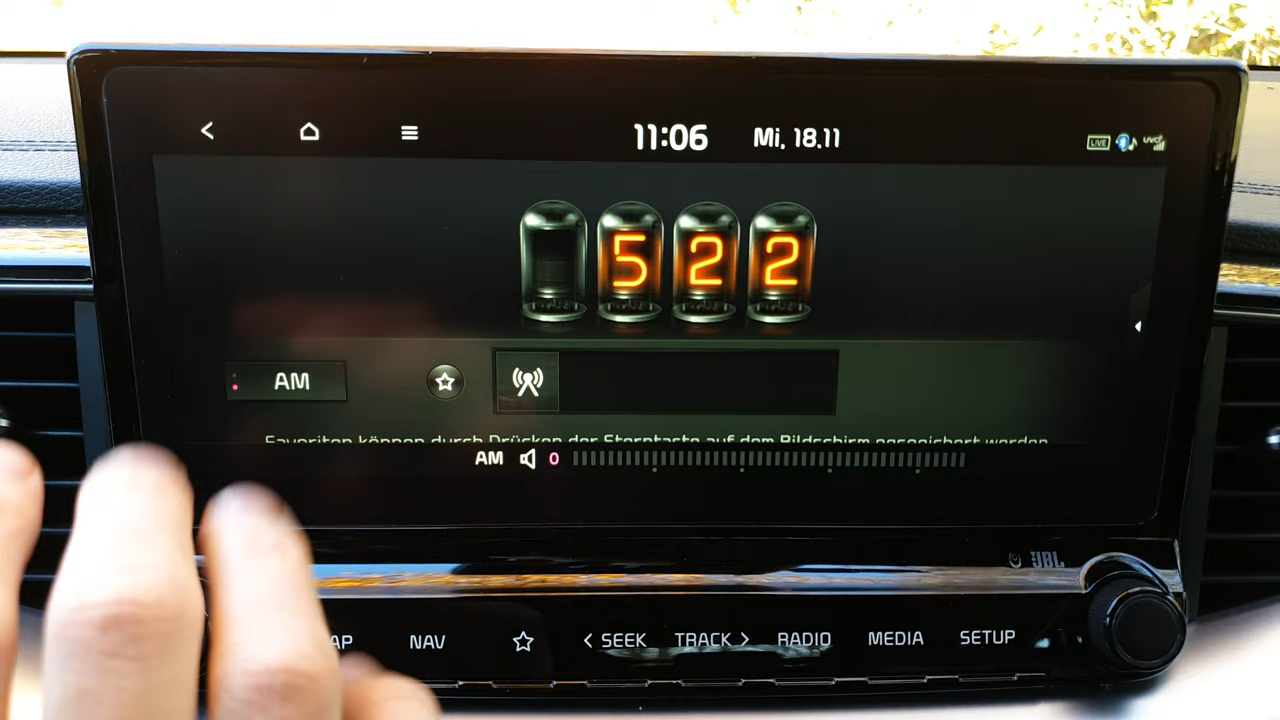 11:06 Mi, 18.11
LIVE
UVO
522
AM
Favoriten können durch Drücken der Sterntaste auf dem Bildschirm gespeichert werden
AM 0
JBL
AP NAV < SEEK TRACK > RADIO MEDIA SETUP